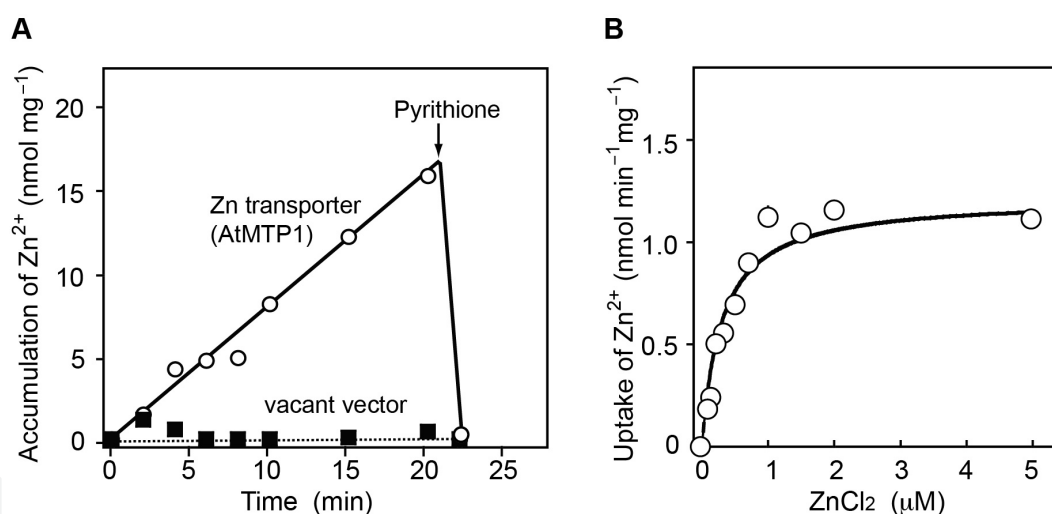 A
Accumulation of Zn²⁺ (nmol mg⁻¹)
20
15
10
5
0
Pyrithione
Zn transporter
(AtMTP1)
vacant vector
0 5 10 15 20 25
Time (min)
B
Uptake of Zn²⁺ (nmol min⁻¹mg⁻¹)
1.5
1.0
0.5
0
0 1 2 3 4 5
ZnCl₂ (μM)